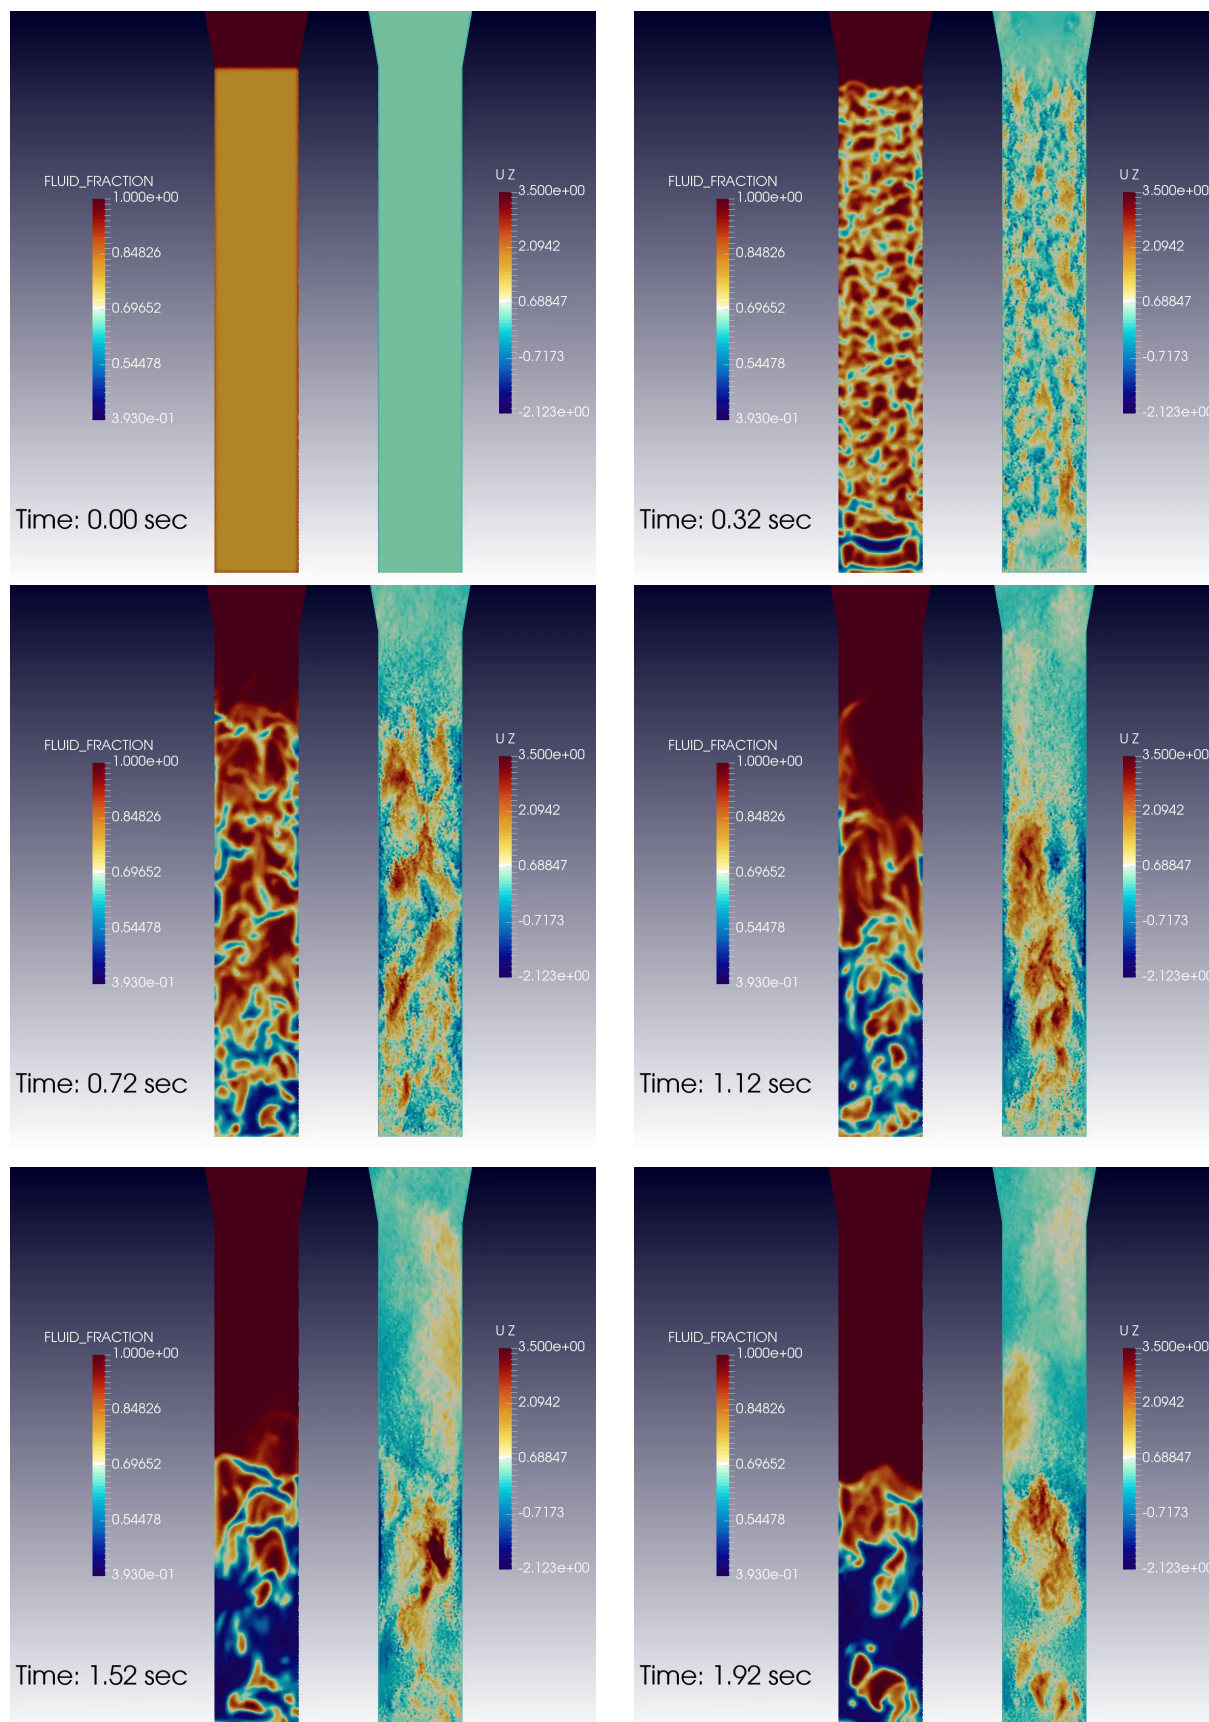 FLUID_FRACTION
1.000e+00
0.84826
0.69652
0.54478
3.930e-01
U Z
3.500e+00
2.0942
0.68847
-0.7173
-2.123e+00
Time: 0.00 sec
FLUID_FRACTION
1.000e+00
0.84826
0.69652
0.54478
3.930e-01
U Z
3.500e+00
2.0942
0.68847
-0.7173
-2.123e+0
Time: 0.32 sec
FLUID_FRACTION
1.000e+00
0.84826
0.69652
0.54478
3.930e-01
U Z
3.500e+00
2.0942
0.68847
-0.7173
-2.123e+00
Time: 0.72 sec
FLUID_FRACTION
1.000e+00
0.84826
0.69652
0.54478
3.930e-01
U Z
3.500e+00
2.0942
0.68847
-0.7173
-2.123e+0
Time: 1.12 sec
FLUID_FRACTION
1.000e+00
0.84826
0.69652
0.54478
3.930e-01
U Z
3.500e+00
2.0942
0.68847
-0.7173
-2.123e+00
Time: 1.52 sec
FLUID_FRACTION
1.000e+00
0.84826
0.69652
0.54478
3.930e-01
U Z
3.500e+00
2.0942
0.68847
-0.7173
-2.123e+0
Time: 1.92 sec